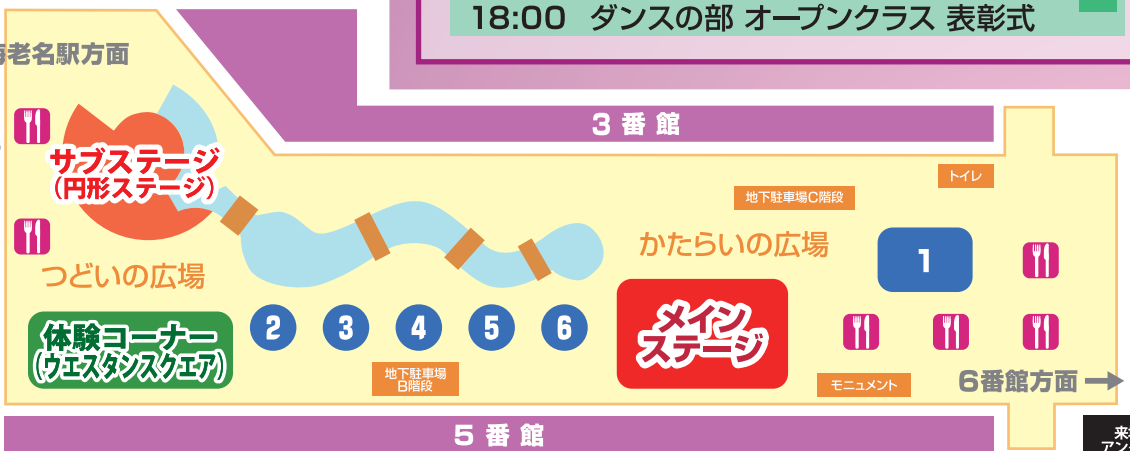 18:00 ダンスの部 オープンクラス 表彰式
老名駅方面
3番館
サブステージ
(円形ステージ)
トイレ
地下駐車場C階段
かたらいの広場
1
つどいの広場
体験コーナー
(ウエスタンスクエア)
2
3
4
5
6
メイン
ステージ
地下駐車場
B階段
モニュメント
6番館方面
5番館